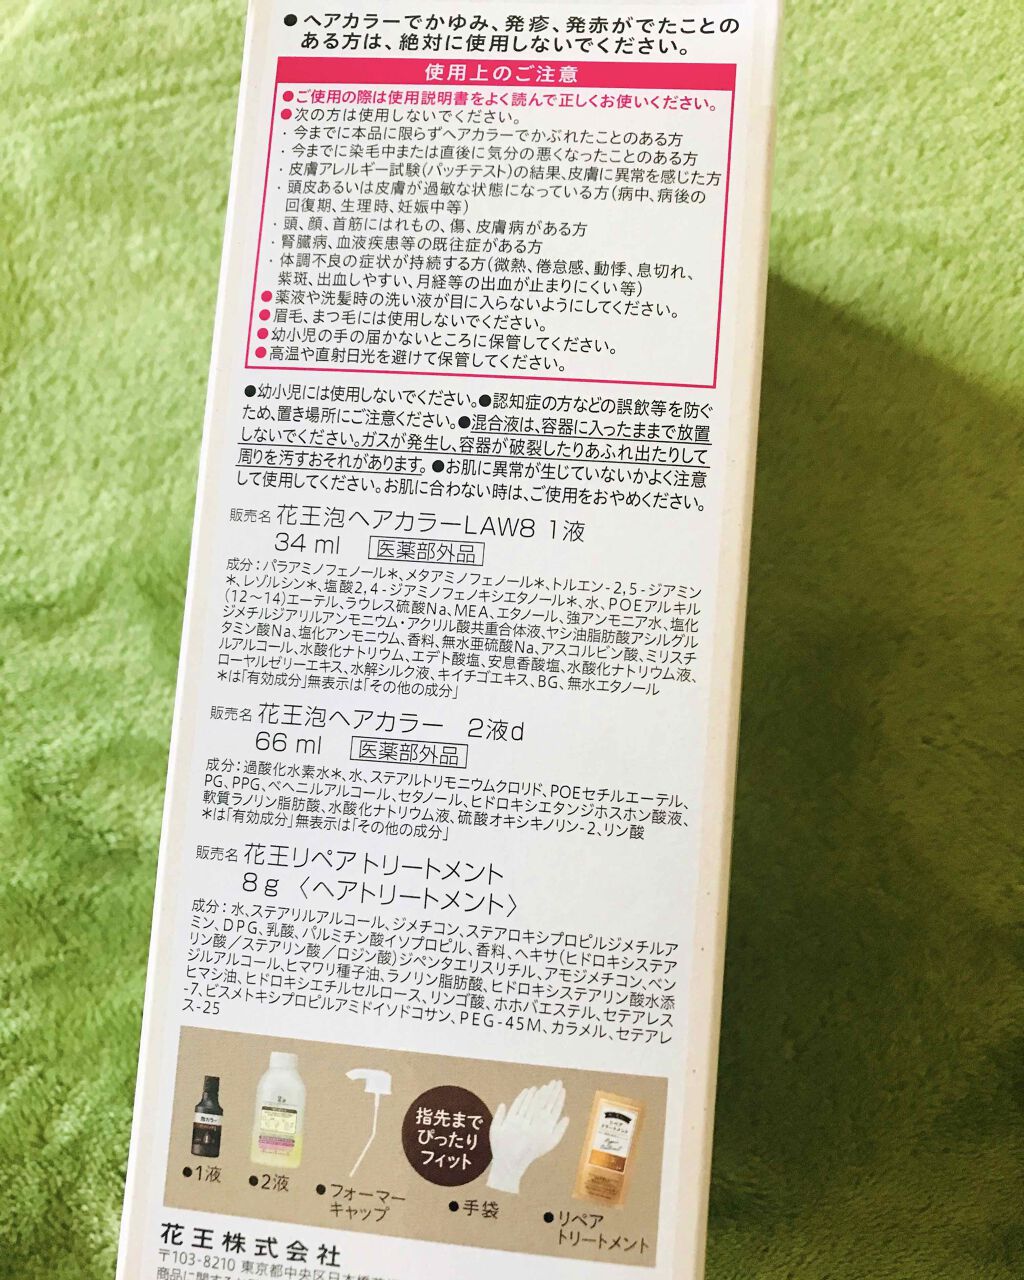 ●ヘアカラーでかゆみ、発疹、発赤がでたことの
ある方は、絶対に使用しないでください。
使用上のご注意
●ご使用の際は使用説明書をよく読んで正しくお使いください。
●次の方は使用しないでください。
・今までに本品に限らずヘアカラーでかぶれたことのある方
・今までに染毛中または直後に気分の悪くなったことのある方
・皮膚アレルギー試験(パッチテスト)の結果、皮膚に異常を感じた方
・頭皮あるいは皮膚が過敏な状態になっている方(病中、病後の
回復期、生理時、妊娠中等)
・頭、顔、首筋にはれもの、傷、皮膚病がある方
・腎臓病、血液疾患等の既往症がある方
・体調不良の症状が持続する方(微熱、倦怠感、動悸、息切れ、
紫斑、出血しやすい、月経等の出血が止まりにくい等)
●薬液や洗髪時の洗い液が目に入らないようにしてください。
●眉毛、まつ毛には使用しないでください。
●幼小児の手の届かないところに保管してください。
●高温や直射日光を避けて保管してください。
●幼小児には使用しないでください。●認知症の方などの誤飲等を防ぐ
ため、置き場所にご注意ください。●混合液は、容器に入ったままで放置
しないでください。ガスが発生し、容器が破裂したりあふれ出たりして
周りを汚すおそれがあります。●お肌に異常が生じていないかよく注意
して使用してください。お肌に合わない時は、ご使用をおやめください。
販売名 花王泡ヘアカラーLAW8 1液
34 ml 医薬部外品
成分:パラアミノフェノール*、メタアミノフェノール*、トルエン-2,5-ジアミン
*、レゾルシン*、塩酸2,4-ジアミノフェノキシエタノール*、水、POEアルキル
(12〜14)エーテル、ラウレス硫酸Na、MEA、エタノール、強アンモニア水、塩化
ジメチルジアリルアンモニウム・アクリル酸共重合体液、ヤシ油脂肪酸アシルグル
タミン酸Na、塩化アンモニウム、香料、無水亜硫酸Na、アスコルビン酸、ミリスチ
ルアルコール、水酸化ナトリウム、エデト酸塩、安息香酸塩、水酸化ナトリウム液、
ローヤルゼリーエキス、水解シルク液、キイチゴエキス、BG、無水エタノール
*は「有効成分」無表示は「その他の成分」
販売名 花王泡ヘアカラー 2液d
66 ml 医薬部外品
成分:過酸化水素水*、水、ステアルトリモニウムクロリド、POEセチルエーテル、
PG、PPG、ベヘニルアルコール、セタノール、ヒドロキシエタンジホスホン酸液、
軟質ラノリン脂肪酸、水酸化ナトリウム液、硫酸オキシキノリン-2、リン酸
*は「有効成分」無表示は「その他の成分」
販売名 花王リペアトリートメント
8g 〈ヘアトリートメント〉
成分:水、ステアリルアルコール、ジメチコン、ステアロキシプロピルジメチルア
ミン、DPG、乳酸、パルミチン酸イソプロピル、香料、ヘキサ(ヒドロキシステア
リン酸/ステアリン酸/ロジン酸)ジペンタエリスリチル、アモジメチコン、ベン
ジルアルコール、ヒマワリ種子油、ラノリン脂肪酸、ヒドロキシステアリン酸水添
ヒマシ油、ヒドロキシエチルセルロース、リンゴ酸、ホホバエステル、セテアレス
-7、ビスメトキシプロピルアミドイソドコサン、PEG-45M、カラメル、セテアレ
ス-25
指先まで
ぴったり
フィット
●1液
●2液
●フォーマー
キャップ
●手袋
●リペア
トリートメント
花王株式会社
〒103-8210 東京都中央区日本橋